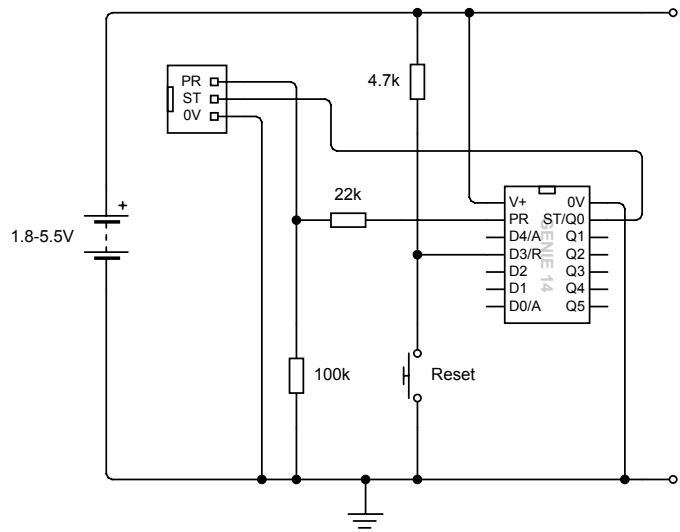 PR
ST
0V
4.7k
22k
+
1.8-5.5V
V+ 0V
PR ST/Q0
D4/A Q1
D3/R Q2
D2 Q3
D1 Q4
D0/A Q5
GENIE 14
100k
Reset